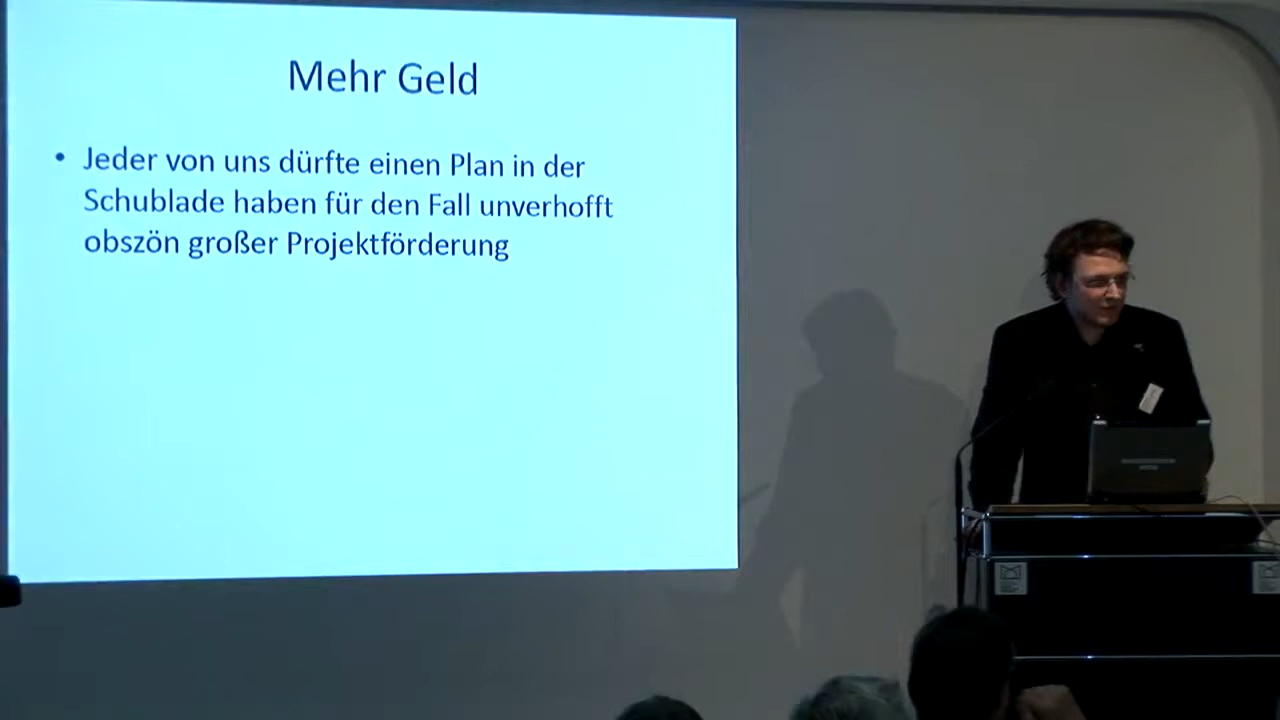 Mehr Geld
• Jeder von uns dürfte einen Plan in der
Schublade haben für den Fall unverhofft
obszön großer Projektförderung